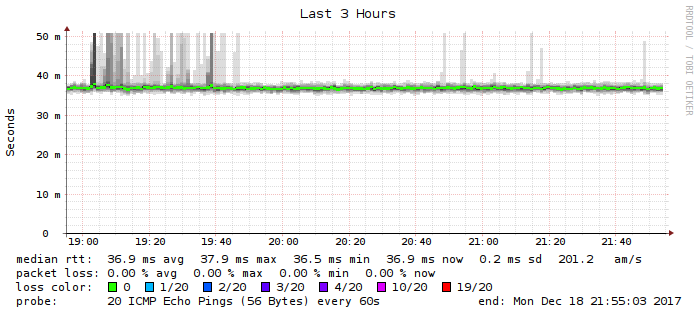 Last 3 Hours
RRDTOOL / TOBI OETIKER
Seconds
50 m
40 m
30 m
20 m
10 m
0
19:00 19:20 19:40 20:00 20:20 20:40 21:00 21:20 21:40
median rtt: 36.9 ms avg 37.9 ms max 36.5 ms min 36.9 ms now 0.2 ms sd 201.2 am/s
packet loss: 0.00 % avg 0.00 % max 0.00 % min 0.00 % now
loss color: 0 1/20 2/20 3/20 4/20 10/20 19/20
probe: 20 ICMP Echo Pings (56 Bytes) every 60s end: Mon Dec 18 21:55:03 2017